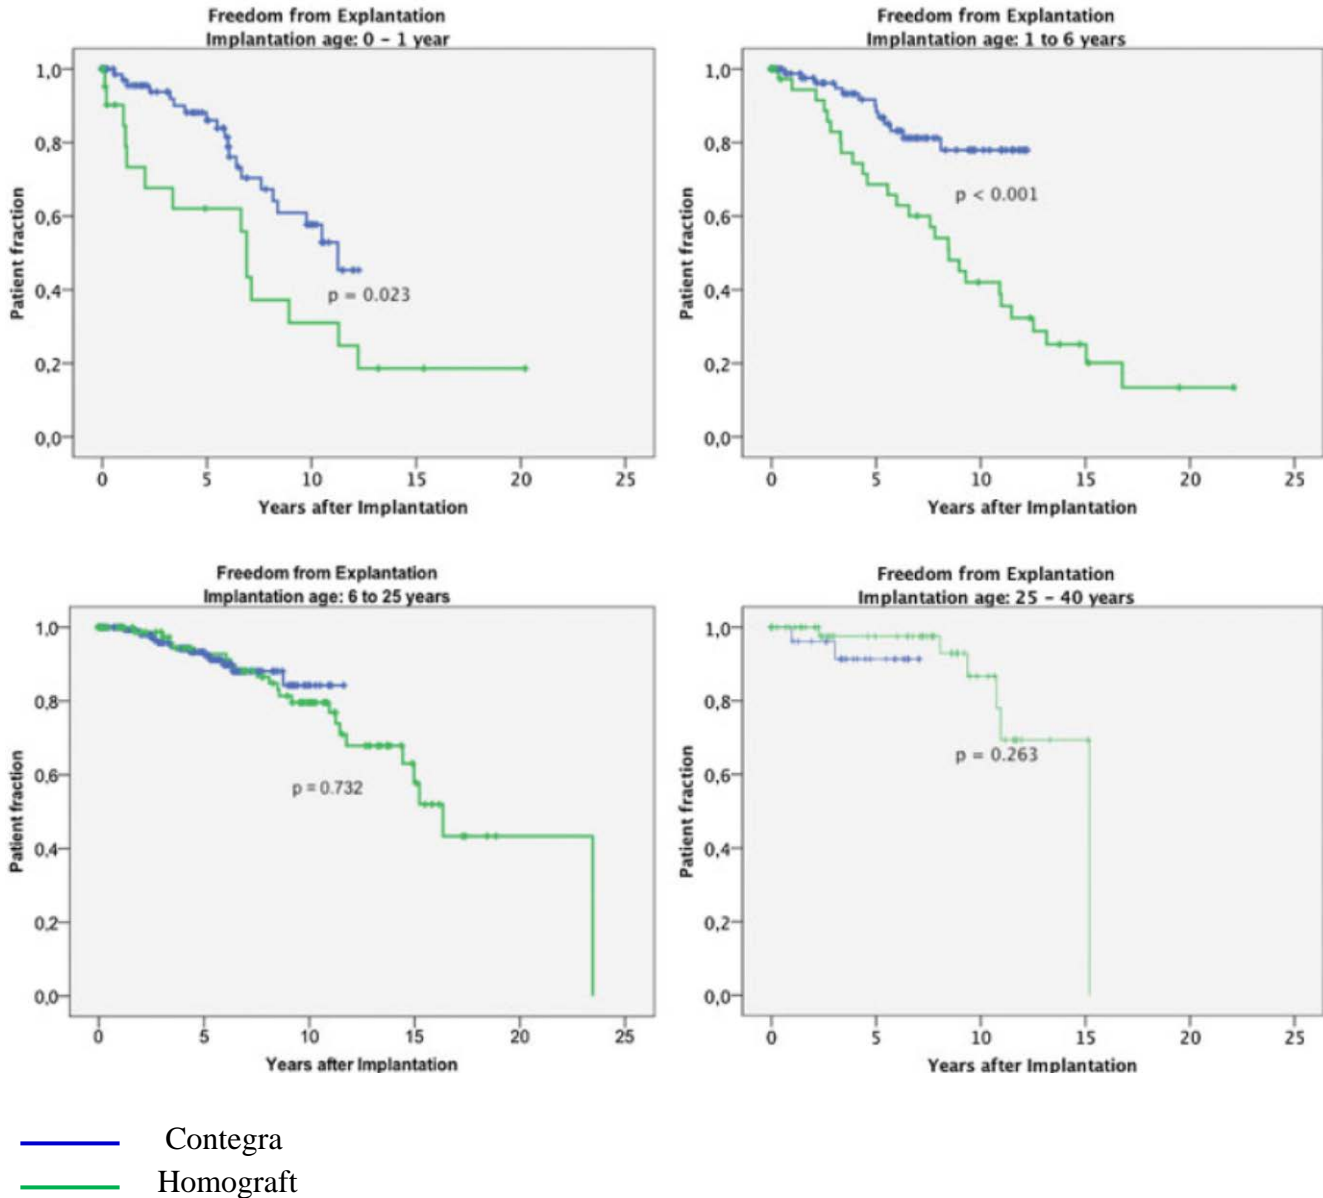 Freedom from Explantation
Implantation age: 0 – 1 year
1,0
0,8
0,6
0,4
0,2
0,0
Patient fraction
p = 0.023
0 5 10 15 20 25
Years after Implantation
Freedom from Explantation
Implantation age: 1 to 6 years
1,0
0,8
0,6
0,4
0,2
0,0
Patient fraction
p < 0.001
0 5 10 15 20 25
Years after Implantation
Freedom from Explantation
Implantation age: 6 to 25 years
1,0
0,8
0,6
0,4
0,2
0,0
Patient fraction
p = 0.732
0 5 10 15 20 25
Years after Implantation
Freedom from Explantation
Implantation age: 25 – 40 years
1,0
0,8
0,6
0,4
0,2
0,0
Patient fraction
p = 0.263
0 5 10 15 20 25
Years after Implantation
Contegra
Homograft